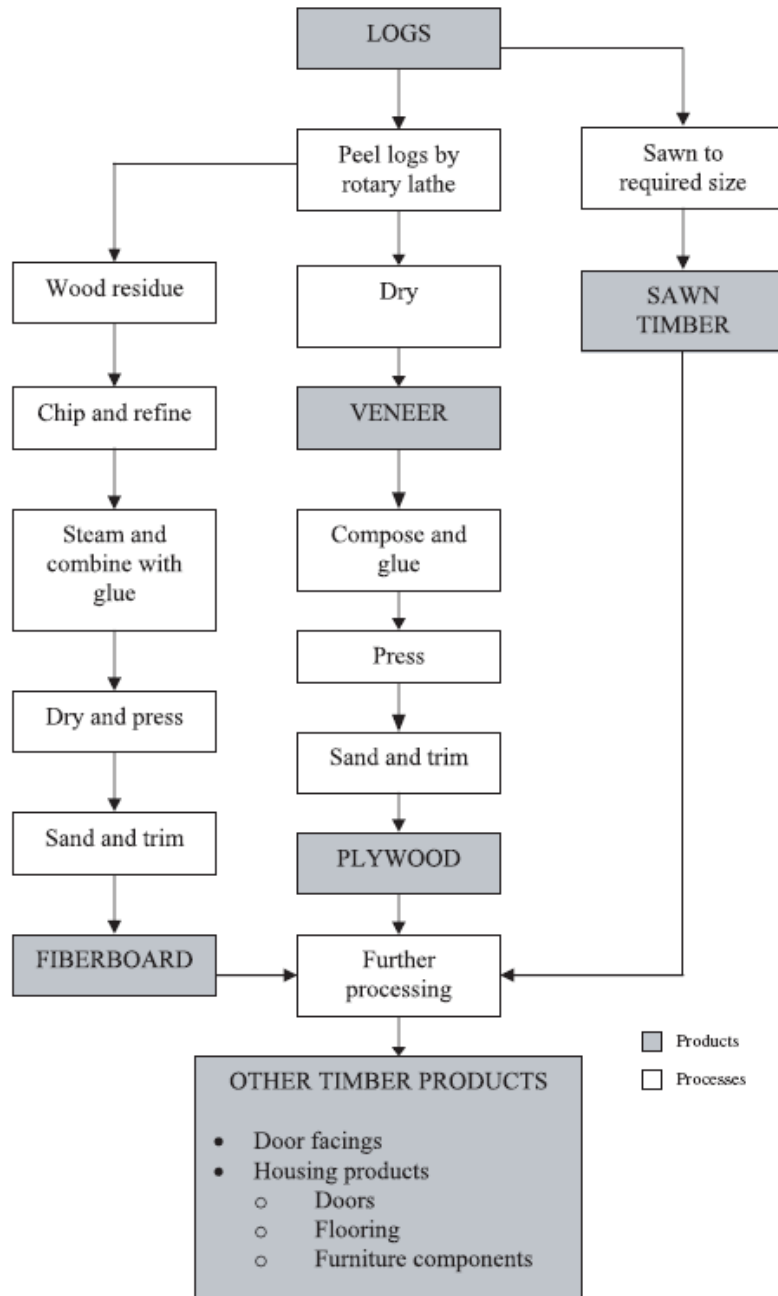 LOGS
Peel logs by
rotary lathe
Sawn to
required size
Wood residue
Dry
SAWN
TIMBER
Chip and refine
VENEER
Steam and
combine with
glue
Compose and
glue
Press
Dry and press
Sand and trim
Sand and trim
PLYWOOD
FIBERBOARD
Further
processing
Products
Processes
OTHER TIMBER PRODUCTS
• Door facings
• Housing products
o Doors
o Flooring
o Furniture components